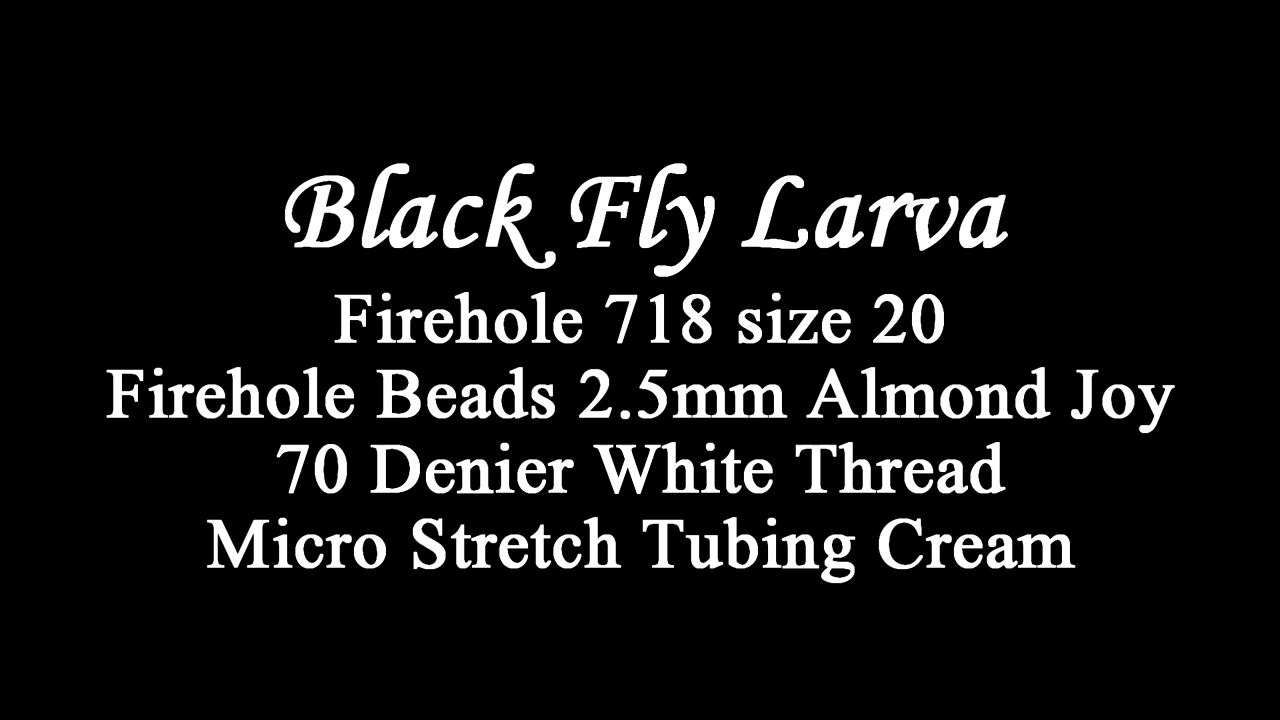 Black Fly Larva
Firehole 718 size 20
Firehole Beads 2.5mm Almond Joy
70 Denier White Thread
Micro Stretch Tubing Cream